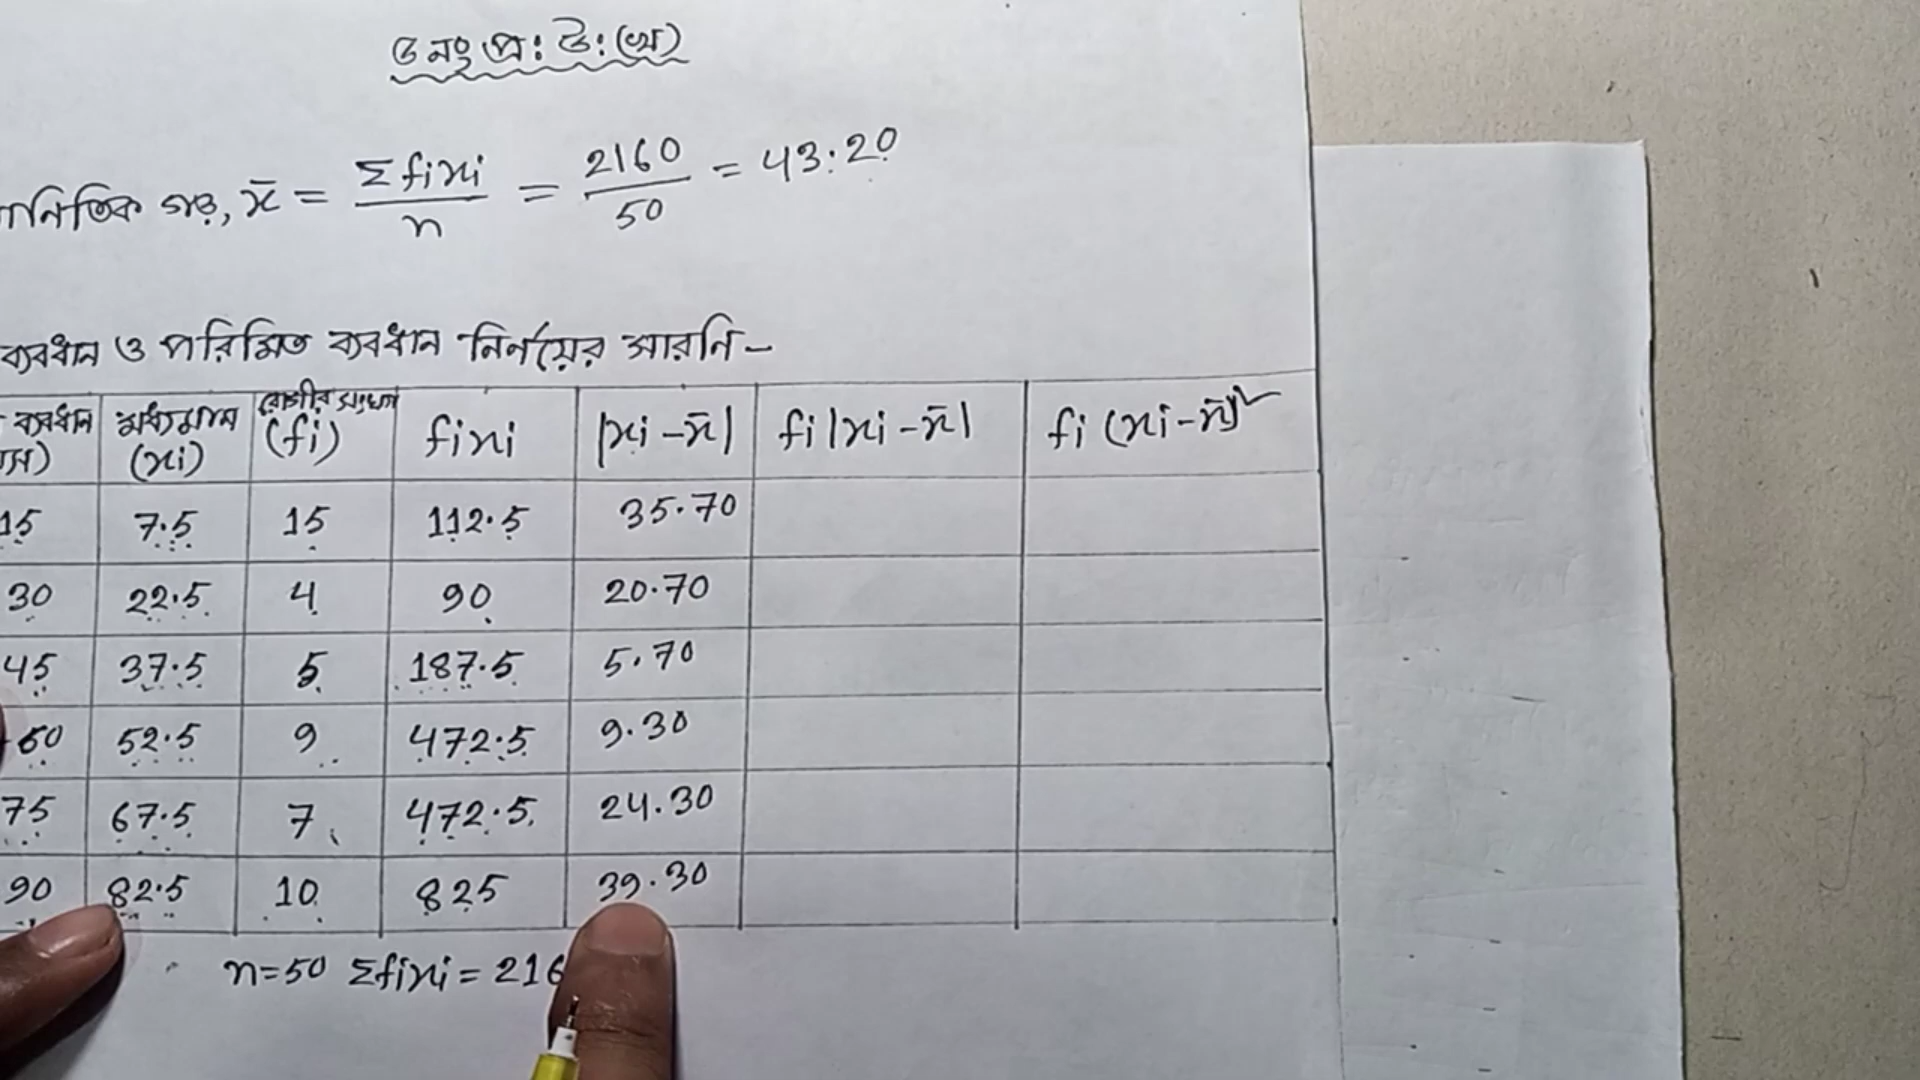 ৩ নং প্র: উ: (খ)
গড়, x̄ = Σfixi / n = 2160 / 50 = 43.20
ব্যবধান ও পরিমিত ব্যবধান নির্ণয়ের সারনি -
ব্যবধান মধ্যমান (xi) রোগীর সংখ্যা (fi) fixi |xi - x̄| fi|xi - x̄| fi (xi - x̄)²
15 7.5 15 112.5 35.70
30 22.5 4 90 20.70
45 37.5 5 187.5 5.70
60 52.5 9 472.5 9.30
75 67.5 7 472.5 24.30
90 82.5 10 825 39.30
n=50 Σfixi = 216